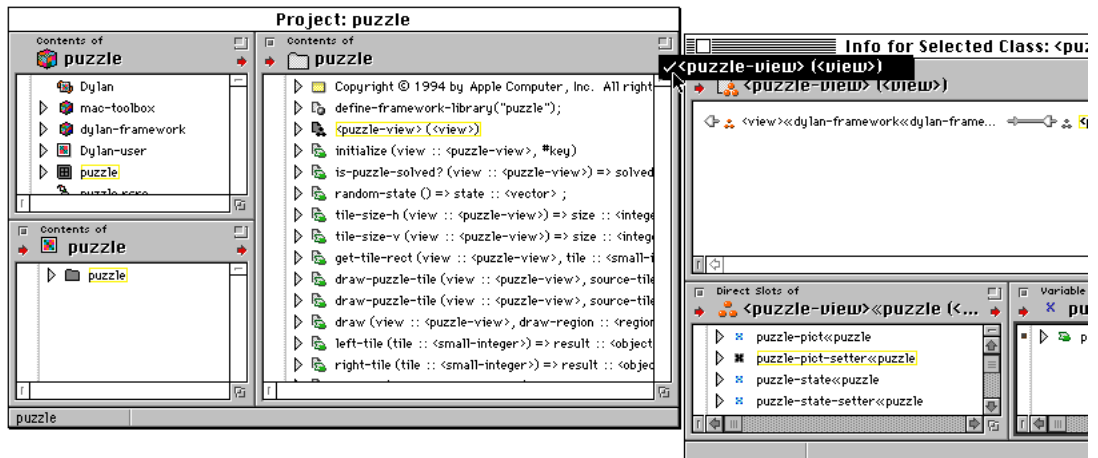 Project: puzzle
Contents of
puzzle
Dylan
mac-toolbox
dylan-framework
Dylan-user
puzzle
puzzle.rsrc
Contents of
puzzle
puzzle
Contents of
puzzle
Copyright © 1994 by Apple Computer, Inc. All right
define-framework-library("puzzle");
<puzzle-view> (<view>)
initialize (view :: <puzzle-view>, #key)
is-puzzle-solved? (view :: <puzzle-view>) => solved
random-state () => state :: <vector> ;
tile-size-h (view :: <puzzle-view>) => size :: <intege
tile-size-v (view :: <puzzle-view>) => size :: <intege
get-tile-rect (view :: <puzzle-view>, tile :: <small-i
draw-puzzle-tile (view :: <puzzle-view>, source-tile
draw-puzzle-tile (view :: <puzzle-view>, source-tile
draw (view :: <puzzle-view>, draw-region :: <region
left-tile (tile :: <small-integer>) => result :: <object
right-tile (tile :: <small-integer>) => result :: <objec
puzzle
Info for Selected Class: <puz
✓<puzzle-view> (<view>)
<puzzle-view> (<view>)
<view>«dylan-framework«dylan-frame...
Direct Slots of
<puzzle-view>«puzzle (<...
puzzle-pict«puzzle
puzzle-pict-setter«puzzle
puzzle-state«puzzle
puzzle-state-setter«puzzle
Variable
pu
p